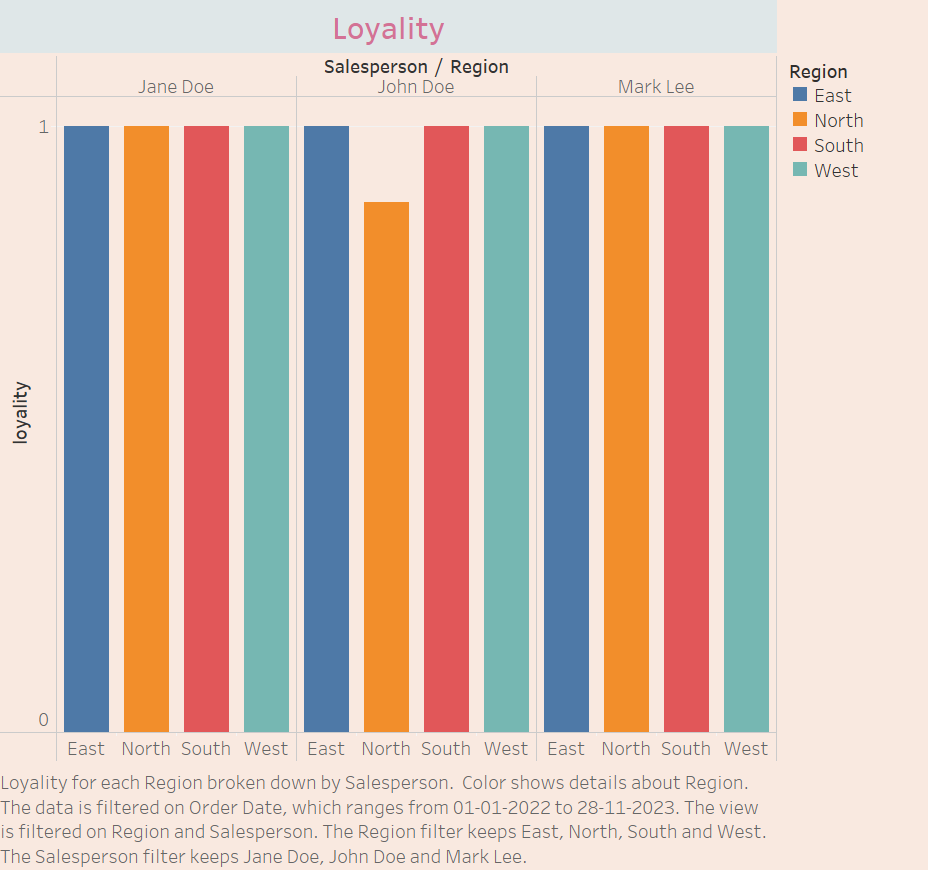 Loyality
Salesperson / Region
Jane Doe John Doe Mark Lee
Region
East
North
South
West
1
loyality
0
East North South West East North South West East North South West
Loyality for each Region broken down by Salesperson.  Color shows details about Region.
The data is filtered on Order Date, which ranges from 01-01-2022 to 28-11-2023. The view
is filtered on Region and Salesperson. The Region filter keeps East, North, South and West.
The Salesperson filter keeps Jane Doe, John Doe and Mark Lee.